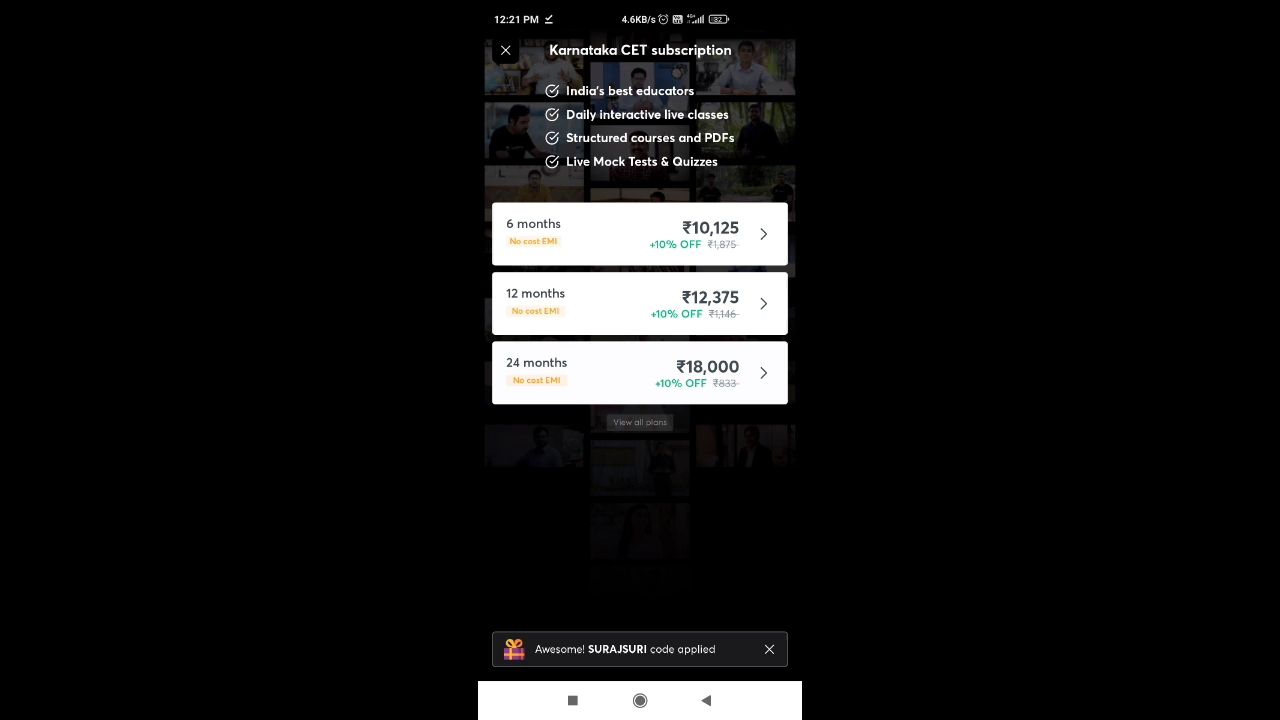 12:21 PM 4.6KB/s 4G+ 82
Karnataka CET subscription
India's best educators
Daily interactive live classes
Structured courses and PDFs
Live Mock Tests & Quizzes
6 months ₹10,125
No cost EMI +10% OFF ₹1,875
12 months ₹12,375
No cost EMI +10% OFF ₹1,146
24 months ₹18,000
No cost EMI +10% OFF ₹833
View all plans
Awesome! SURAJSURI code applied